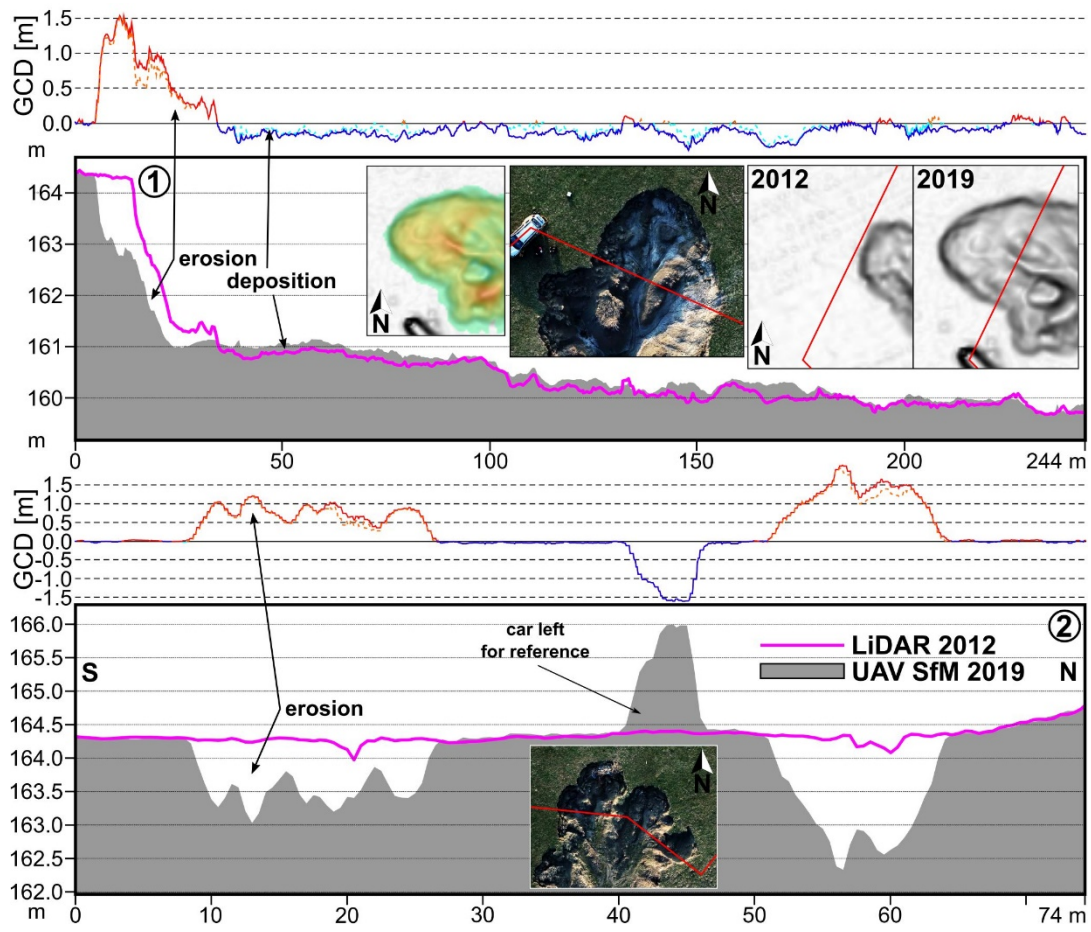 GCD [m]
1.5
1.0
0.5
0.0
m
164
163
162
161
160
m
1
erosion
deposition
N
N
2012
N
2019
N
0 50 100 150 200 244 m
GCD [m]
1.5
1.0
0.5
0.0
-0.5
-1.0
-1.5
166.0
165.5
165.0
164.5
164.0
163.5
163.0
162.5
162.0
m
S
erosion
car left
for reference
2
LiDAR 2012
UAV SfM 2019 N
N
10 20 30 40 50 60 74 m